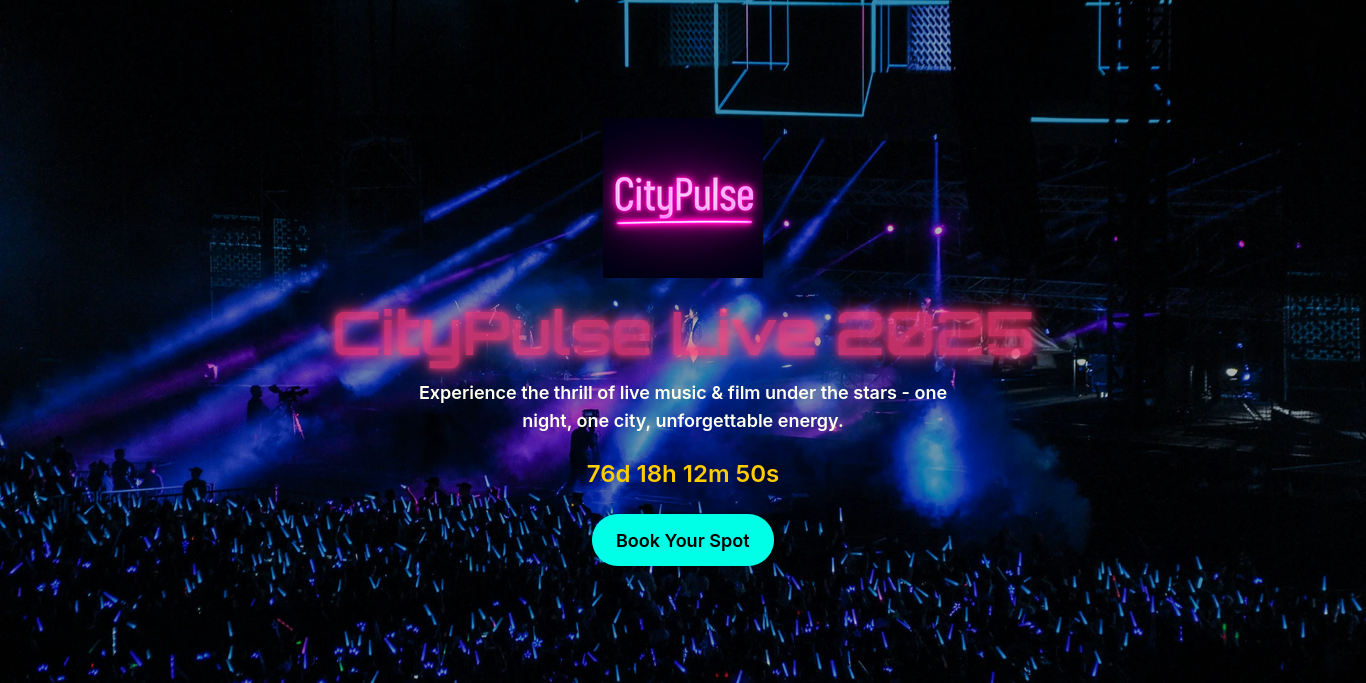 CityPulse
CityPulse Live 2025
Experience the thrill of live music & film under the stars - one
night, one city, unforgettable energy.
76d 18h 12m 50s
Book Your Spot